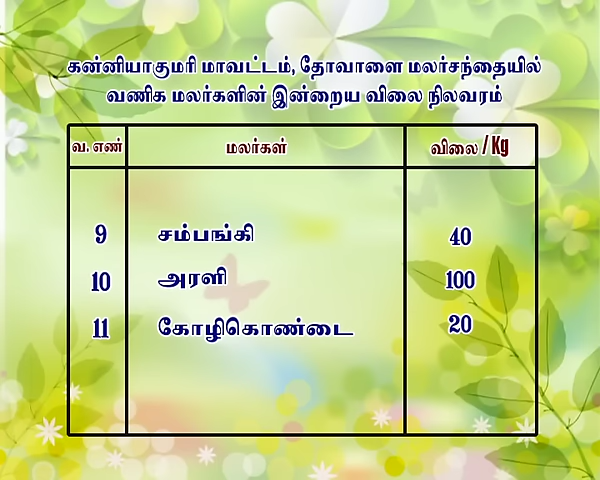 கன்னியாகுமரி மாவட்டம், தோவாளை மலர்சந்தையில்
வணிக மலர்களின் இன்றைய விலை நிலவரம்
வ. எண் மலர்கள் விலை / Kg
9 சம்பங்கி 40
10 அரளி 100
11 கோழிகொண்டை 20